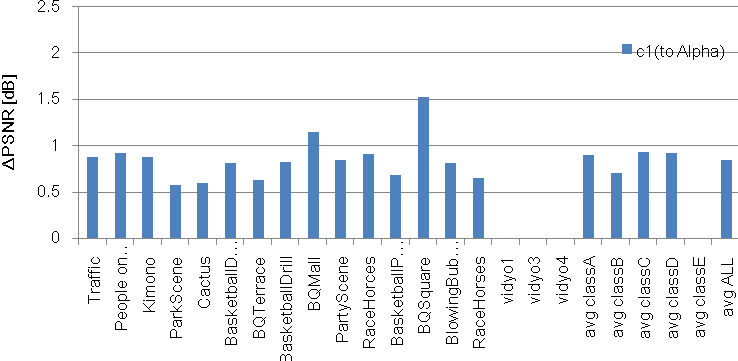 2.5
2
1.5
1
0.5
0
ΔPSNR [dB]
c1(to Alpha)
Traffic
People on...
Kimono
ParkScene
Cactus
BasketballD...
BQTerrace
BasketballDrill
BQMall
PartyScene
RaceHorces
BasketballP...
BQSquare
BlowingBub...
RaceHorses
vidyo1
vidyo3
vidyo4
avg classA
avg classB
avg classC
avg classD
avg classE
avg ALL